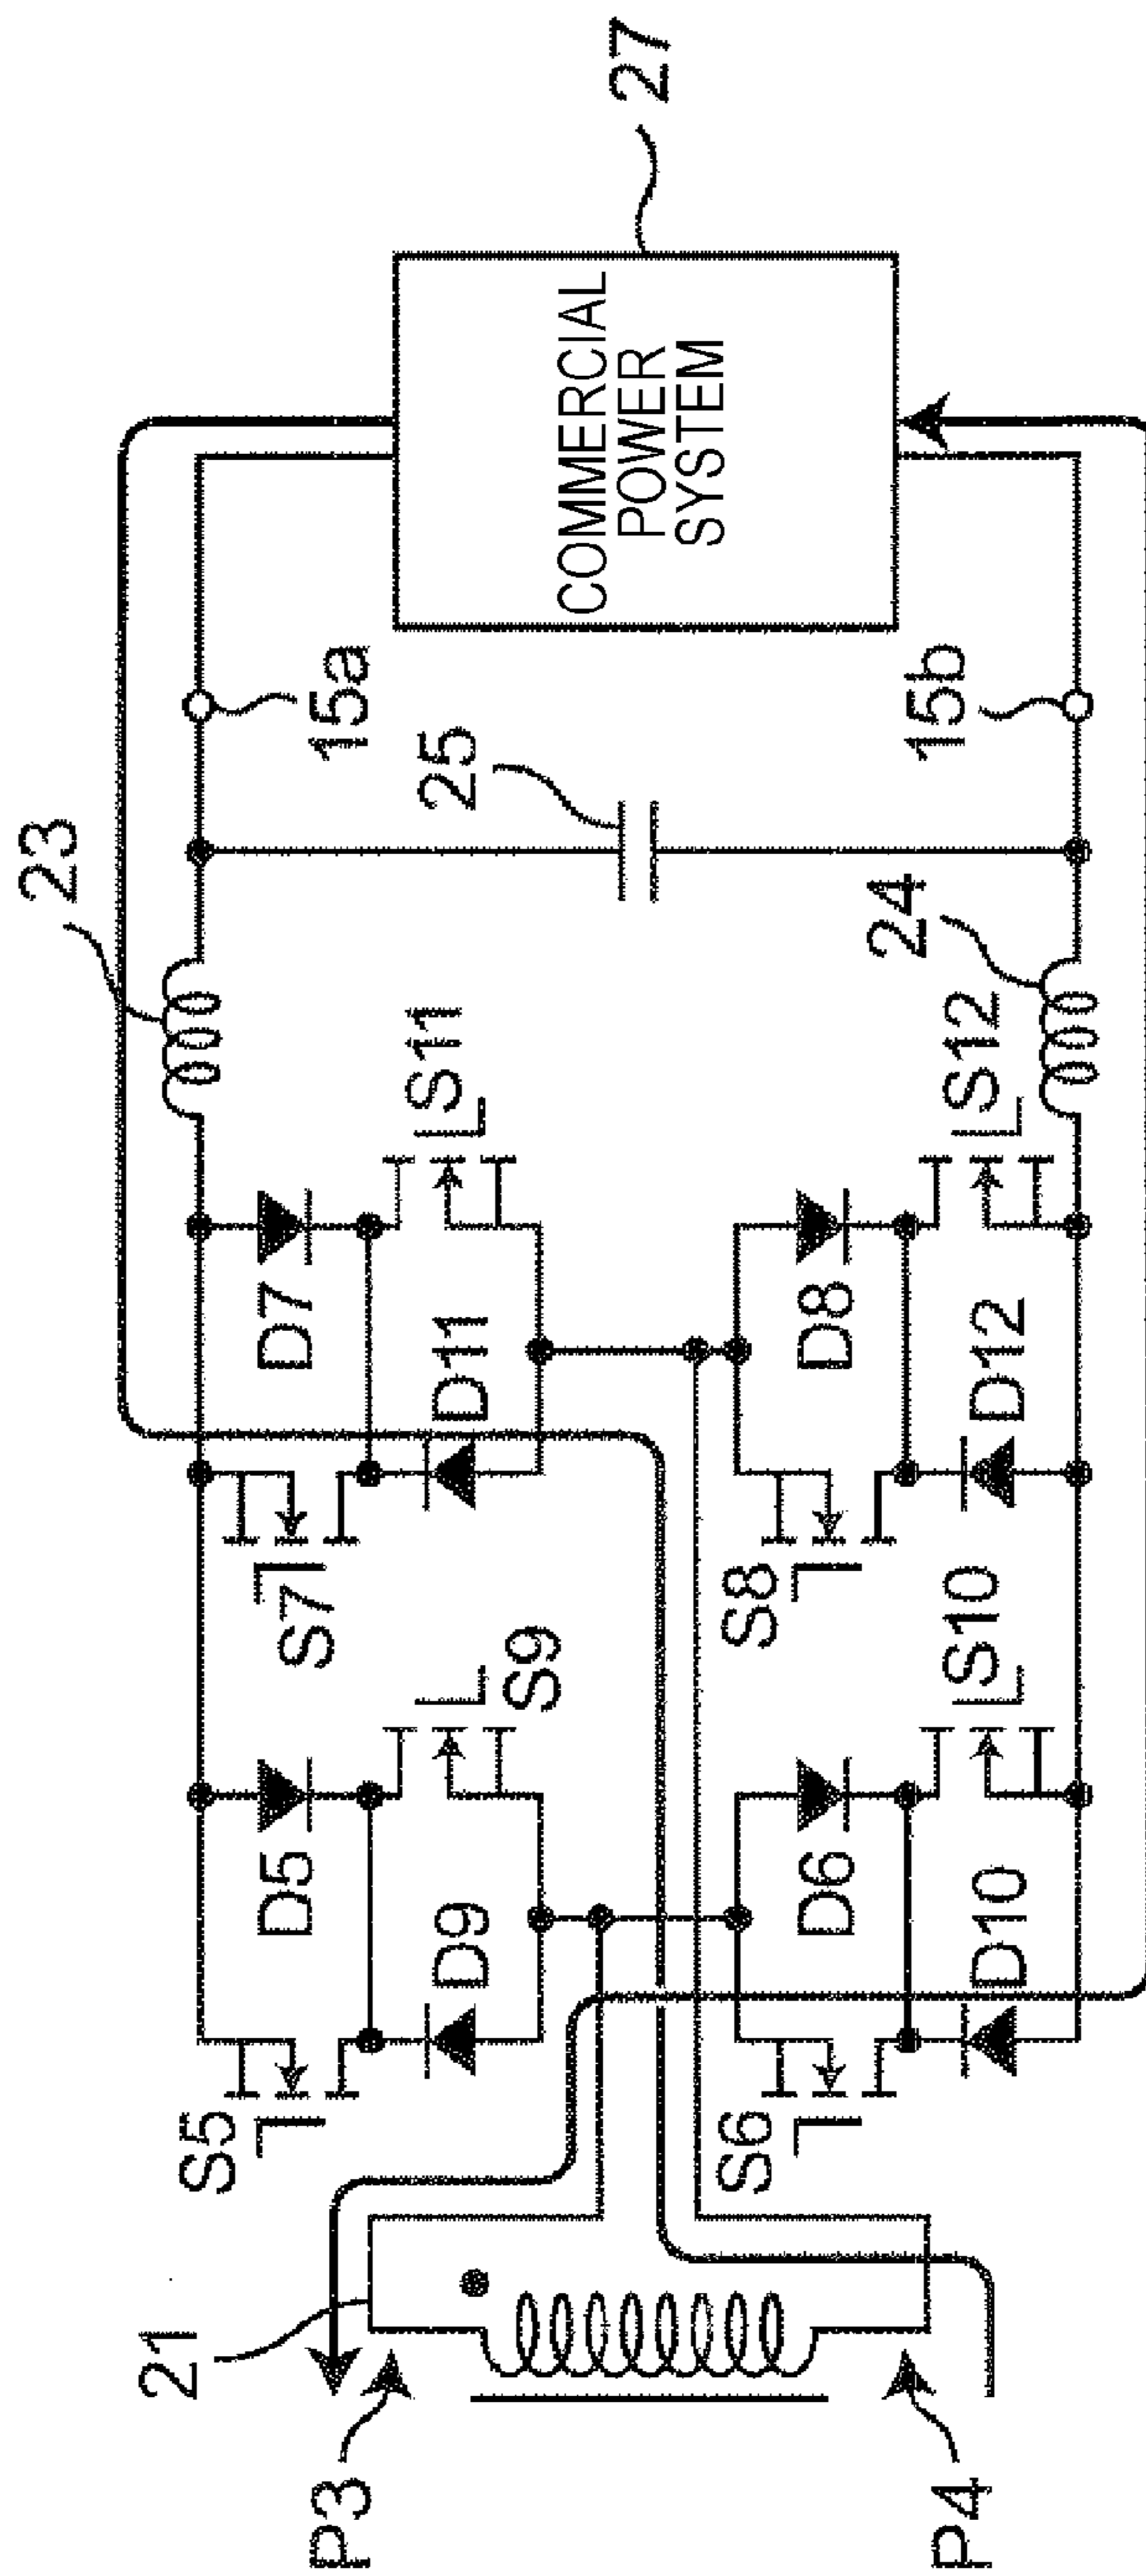 23
27
21
S5
D5
D9
S9
S7
D7
D11
S11
25
15a
COMMERCIAL
POWER
SYSTEM
P3
P4
S6
D6
D10
S10
S8
D8
D12
S12
24
15b